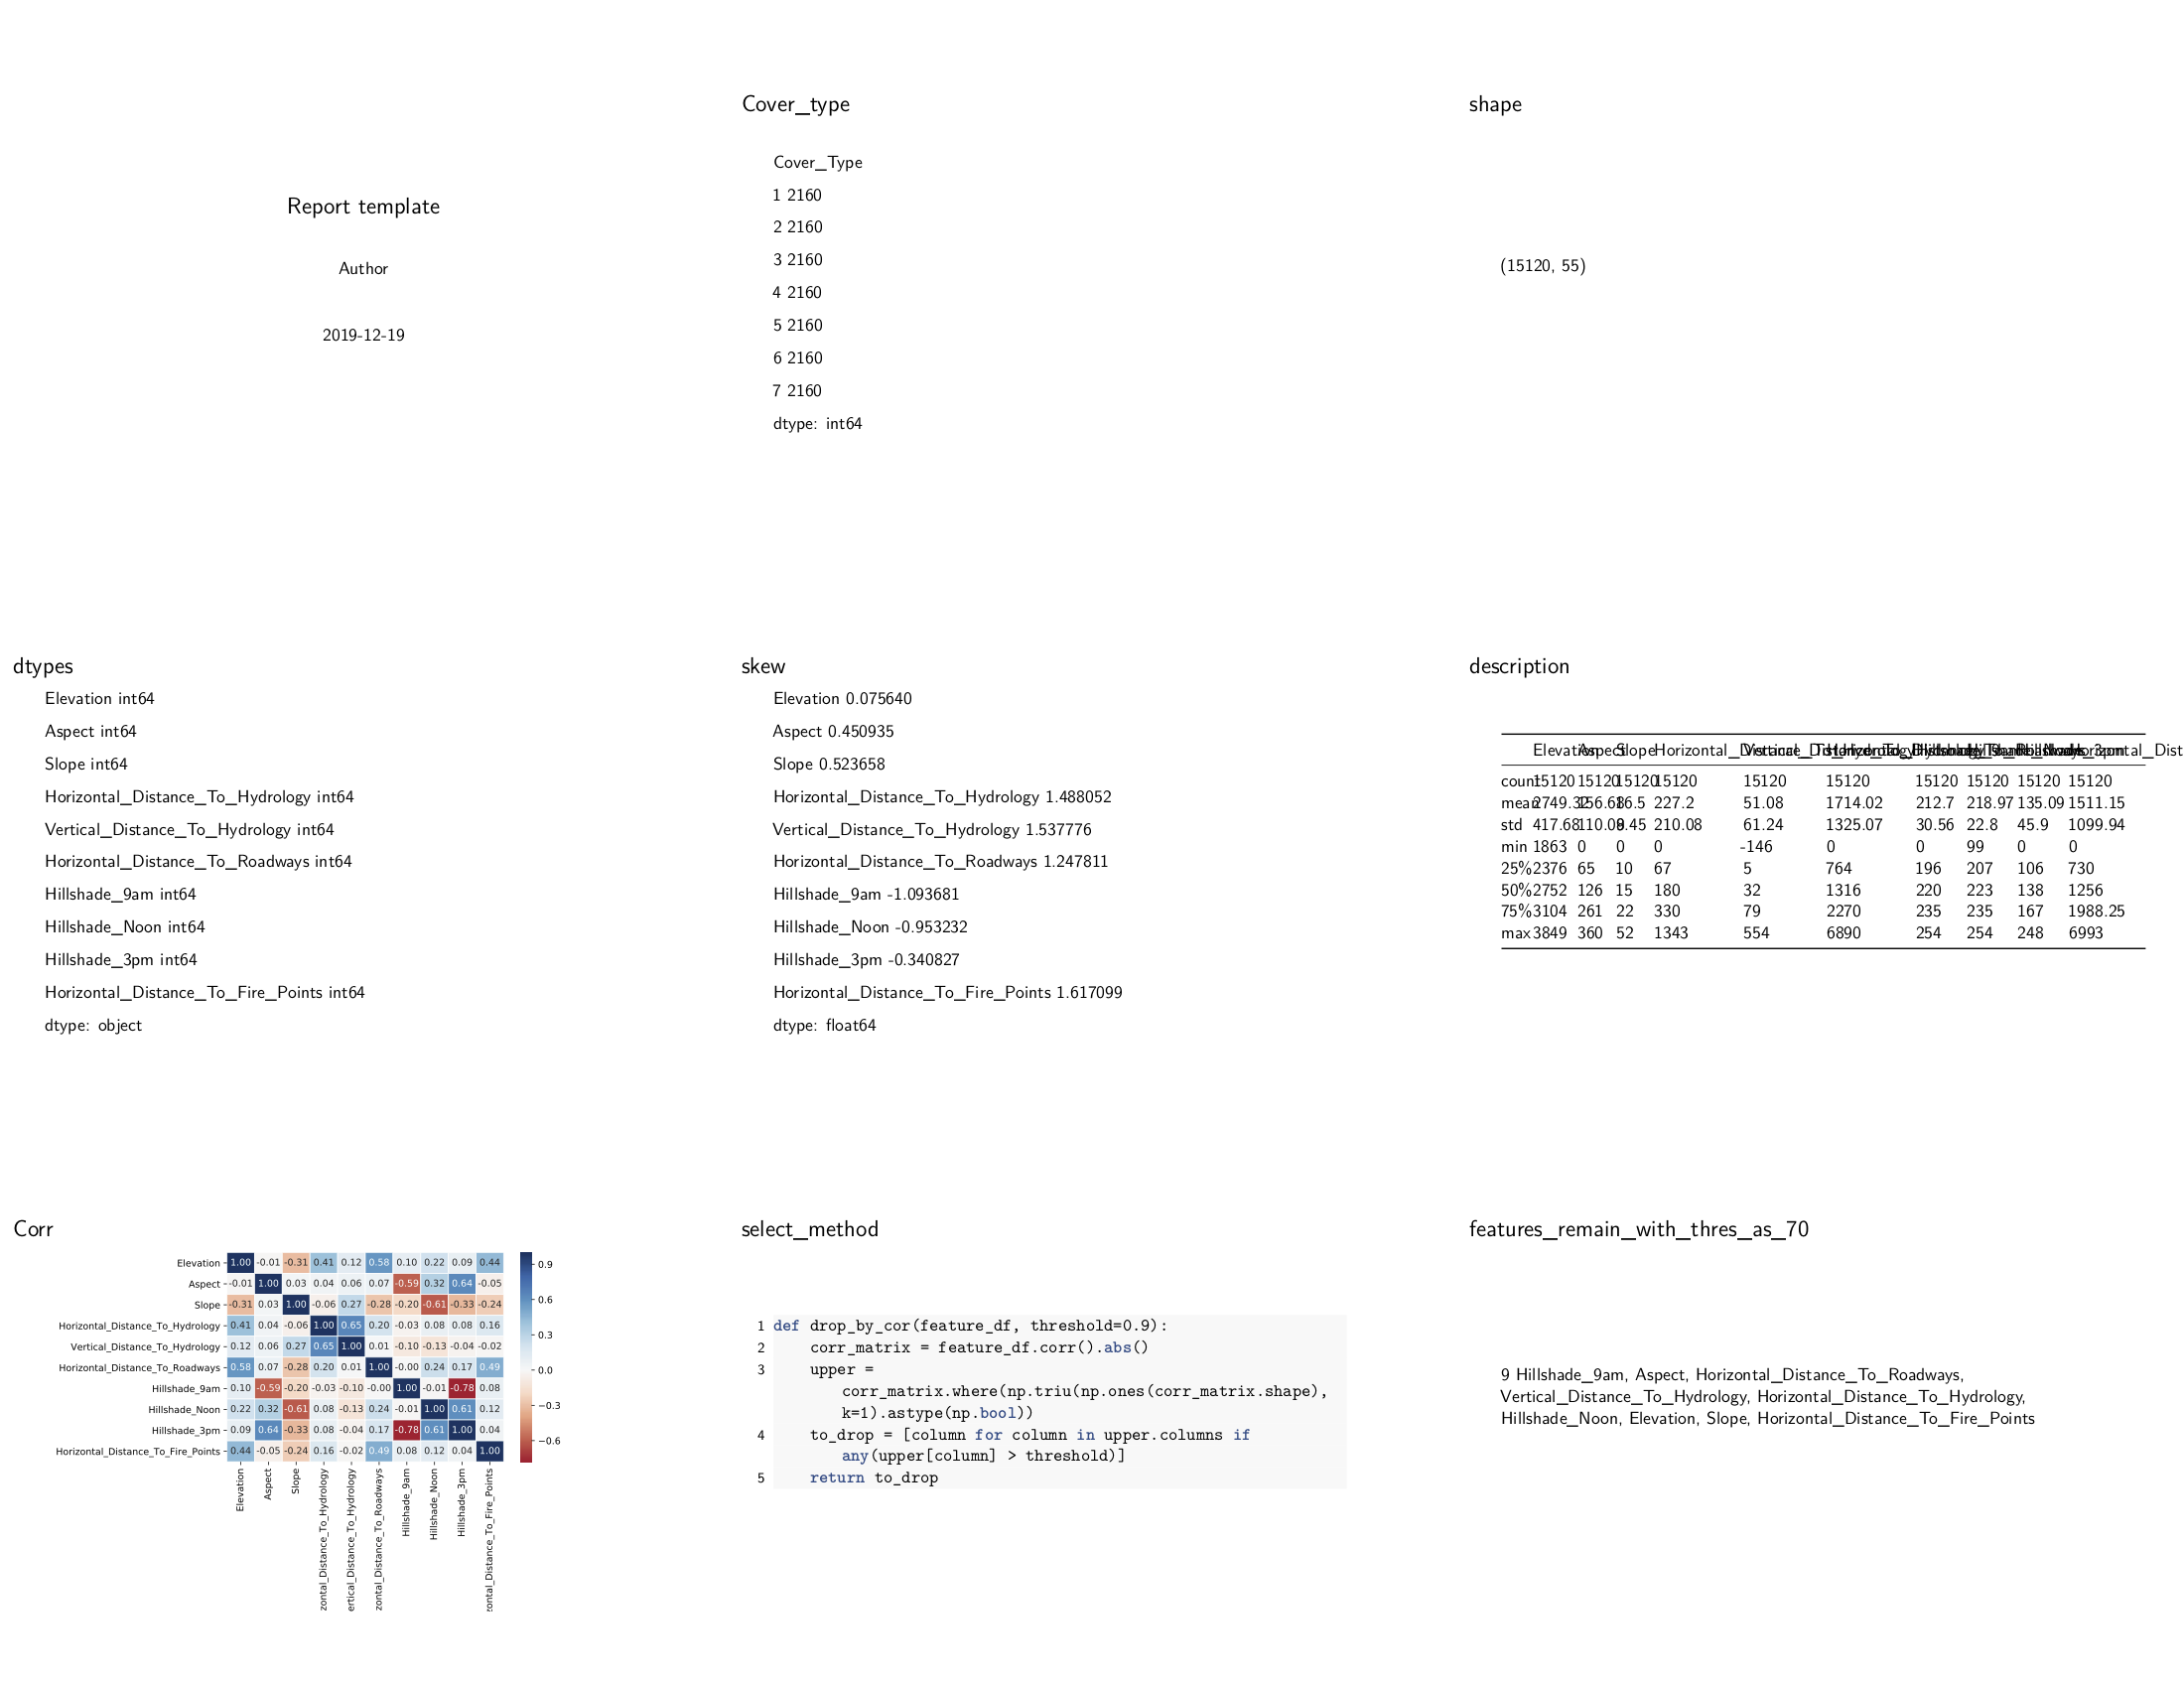 Report template
Author
2019-12-19
Cover_type
Cover_Type
1 2160
2 2160
3 2160
4 2160
5 2160
6 2160
7 2160
dtype: int64
shape
(15120, 55)
dtypes
Elevation int64
Aspect int64
Slope int64
Horizontal_Distance_To_Hydrology int64
Vertical_Distance_To_Hydrology int64
Horizontal_Distance_To_Roadways int64
Hillshade_9am int64
Hillshade_Noon int64
Hillshade_3pm int64
Horizontal_Distance_To_Fire_Points int64
dtype: object
skew
Elevation 0.075640
Aspect 0.450935
Slope 0.523658
Horizontal_Distance_To_Hydrology 1.488052
Vertical_Distance_To_Hydrology 1.537776
Horizontal_Distance_To_Roadways 1.247811
Hillshade_9am -1.093681
Hillshade_Noon -0.953232
Hillshade_3pm -0.340827
Horizontal_Distance_To_Fire_Points 1.617099
dtype: float64
description
Elevation Aspect Slope
count 15120 15120 15120 15120 15120 15120 15120 15120 15120 15120
mean 2749.32 156.68 16.5 227.2 51.08 1714.02 212.7 218.97 135.09 1511.15
std 417.68 110.09 8.45 210.08 61.24 1325.07 30.56 22.8 45.9 1099.94
min 1863 0 0 0 -146 0 0 99 0 0
25% 2376 65 10 67 5 764 196 207 106 730
50% 2752 126 15 180 32 1316 220 223 138 1256
75% 3104 261 22 330 79 2270 235 235 167 1988.25
max 3849 360 52 1343 554 6890 254 254 248 6993
Corr
Elevation 1.00 -0.01 -0.31 0.41 0.12 0.58 0.10 0.22 0.09 0.44
Aspect -0.01 1.00 0.03 0.04 0.06 0.07 -0.59 0.32 0.64 -0.05
Slope -0.31 0.03 1.00 -0.06 0.27 -0.28 -0.20 -0.61 -0.33 -0.24
Horizontal_Distance_To_Hydrology 0.41 0.04 -0.06 1.00 0.65 0.20 -0.03 0.08 0.08 0.16
Vertical_Distance_To_Hydrology 0.12 0.06 0.27 0.65 1.00 0.01 -0.10 -0.13 -0.04 -0.02
Horizontal_Distance_To_Roadways 0.58 0.07 -0.28 0.20 0.01 1.00 -0.00 0.24 0.17 0.49
Hillshade_9am 0.10 -0.59 -0.20 -0.03 -0.10 -0.00 1.00 -0.01 -0.78 0.08
Hillshade_Noon 0.22 0.32 -0.61 0.08 -0.13 0.24 -0.01 1.00 0.61 0.12
Hillshade_3pm 0.09 0.64 -0.33 0.08 -0.04 0.17 -0.78 0.61 1.00 0.04
Horizontal_Distance_To_Fire_Points 0.44 -0.05 -0.24 0.16 -0.02 0.49 0.08 0.12 0.04 1.00
0.9
0.6
0.3
0.0
−0.3
−0.6
Elevation
Aspect
Slope
zontal_Distance_To_Hydrology
ertical_Distance_To_Hydrology
zontal_Distance_To_Roadways
Hillshade_9am
Hillshade_Noon
Hillshade_3pm
ontal_Distance_To_Fire_Points
select_method
1 def drop_by_cor(feature_df, threshold=0.9):
2 corr_matrix = feature_df.corr().abs()
3 upper =
corr_matrix.where(np.triu(np.ones(corr_matrix.shape),
k=1).astype(np.bool))
4 to_drop = [column for column in upper.columns if
any(upper[column] > threshold)]
5 return to_drop
features_remain_with_thres_as_70
9 Hillshade_9am, Aspect, Horizontal_Distance_To_Roadways,
Vertical_Distance_To_Hydrology, Horizontal_Distance_To_Hydrology,
Hillshade_Noon, Elevation, Slope, Horizontal_Distance_To_Fire_Points